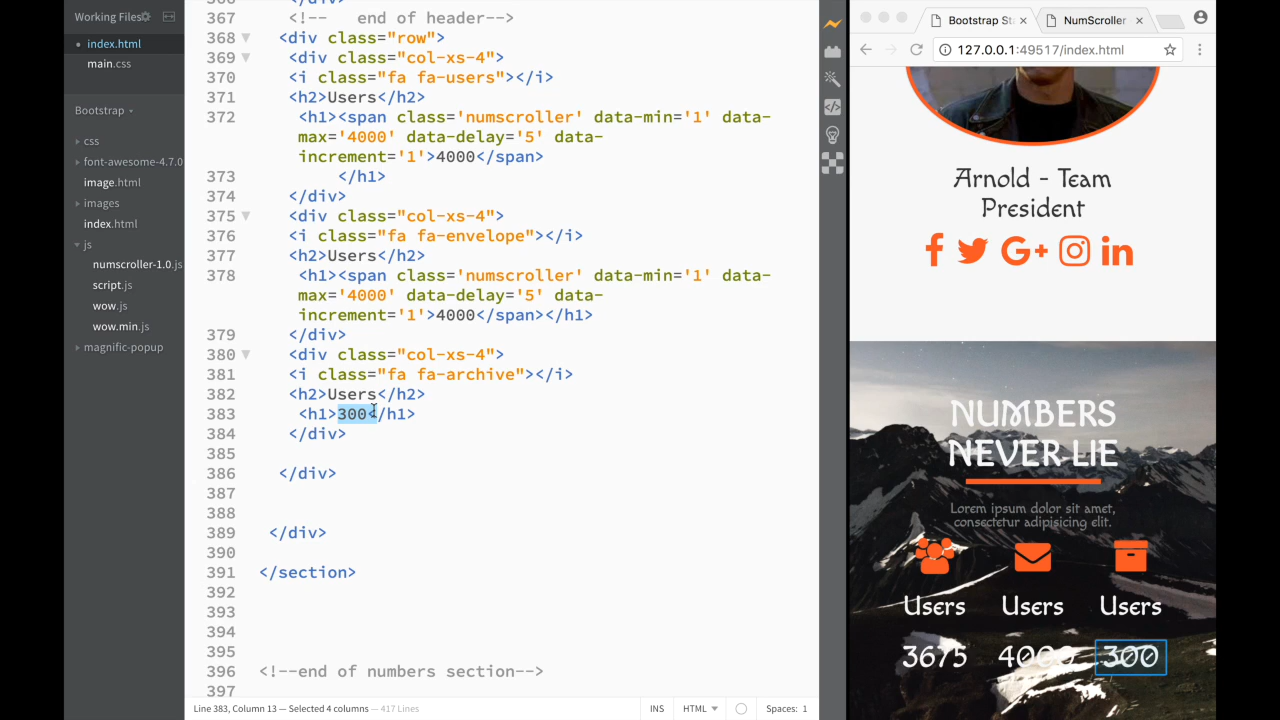 Working Files
index.html
main.css
Bootstrap
css
font-awesome-4.7.0
image.html
images
index.html
js
numscroller-1.0.js
script.js
wow.js
wow.min.js
magnific-popup
367 <!-- end of header-->
368 <div class="row">
369 <div class="col-xs-4">
370 <i class="fa fa-users"></i>
371 <h2>Users</h2>
372 <h1><span class='numscroller' data-min='1' data-
max='4000' data-delay='5' data-
increment='1'>4000</span>
373 </h1>
374 </div>
375 <div class="col-xs-4">
376 <i class="fa fa-envelope"></i>
377 <h2>Users</h2>
378 <h1><span class='numscroller' data-min='1' data-
max='4000' data-delay='5' data-
increment='1'>4000</span></h1>
379 </div>
380 <div class="col-xs-4">
381 <i class="fa fa-archive"></i>
382 <h2>Users</h2>
383 <h1>300</h1>
384 </div>
385
386 </div>
387
388
389 </div>
390
391 </section>
392
393
394
395
396 <!--end of numbers section-->
397
Line 383, Column 13 — Selected 4 columns — 417 Lines
INS
HTML
Spaces: 1
Bootstrap St
NumScroller
127.0.0.1:49517/index.html
Arnold - Team
President
NUMBERS
NEVER LIE
Lorem ipsum dolor sit amet,
consectetur adipisicing elit.
Users Users Users
3675 4000 300